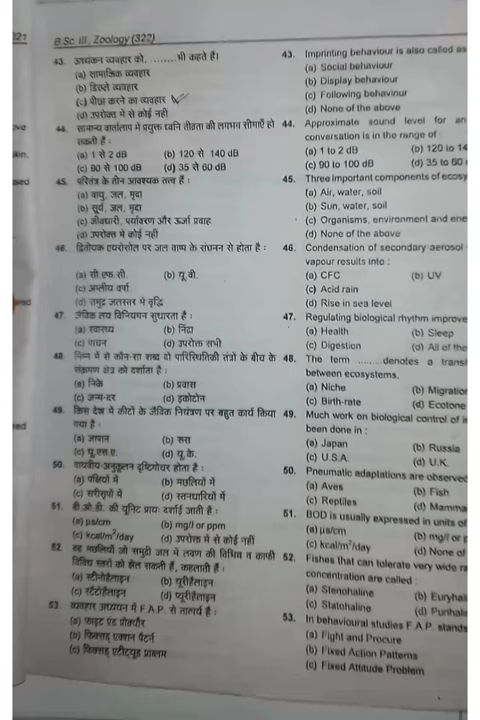 B.Sc. III, Zoology (322)
43. अध्यंकन व्यवहार को, ........भी कहते हैं।
(a) सामाजिक व्यवहार
(b) डिस्प्ले व्यवहार
(c) पीछा करने का व्यवहार
(d) उपरोक्त में से कोई नहीं
44. सामान्य वार्तालाप में प्रयुक्त ध्वनि तीव्रता की लगभग सीमाएँ हो
सकती हैं :
(a) 1 से 2 dB (b) 120 से 140 dB
(c) 90 से 100 dB (d) 35 से 60 dB
45. परितंत्र के तीन आवश्यक तत्व हैं :
(a) वायु, जल, मृदा
(b) सूर्य, जल, मृदा
(c) जीवधारी, पर्यावरण और ऊर्जा प्रवाह
(d) उपरोक्त में कोई नहीं
46. द्वितीयक एयरोसोल पर जल वाष्प के संघनन से होता है :
(a) सी.एफ.सी. (b) यू.वी.
(c) अम्लीय वर्षा
(d) समुद्र जलस्तर में वृद्धि
47. जैविक लय विनियमन सुधारता है :
(a) स्वास्थ्य (b) निद्रा
(c) पाचन (d) उपरोक्त सभी
48. निम्न में से कौन-सा शब्द दो पारिस्थितिकी तंत्रों के बीच के
संक्रमण क्षेत्र को दर्शाता है :
(a) निके (b) प्रवास
(c) जन्म-दर (d) इकोटोन
49. किस देश में कीटों के जैविक नियंत्रण पर बहुत कार्य किया
गया है :
(a) जापान (b) रूस
(c) यू.एस.ए. (d) यू.के.
50. वायवीय-अनुकूलन दृष्टिगोचर होता है :
(a) पक्षियों में (b) मछलियों में
(c) सरीसृपों में (d) स्तनधारियों में
51. बी.ओ.डी. की यूनिट प्रायः दर्शाई जाती है :
(a) µs/cm (b) mg/l or ppm
(c) kcal/m²/day (d) उपरोक्त में से कोई नहीं
52. वह मछलियाँ जो समुद्री जल में लवण की विभिन्न व काफी
विविध स्तरों को झेल सकती हैं, कहलाती हैं :
(a) स्टीनोहैलाइन (b) यूरीहैलाइन
(c) स्टैटोहैलाइन (d) प्यूरीहैलाइन
53. व्यवहार अध्ययन में F.A.P. से तात्पर्य है :
(a) फाइट एंड प्रोक्योर
(b) फिक्सड् एक्शन पैटर्न
(c) फिक्सड् एटीट्यूड प्राब्लम
43. Imprinting behaviour is also called as
(a) Social behaviour
(b) Display behaviour
(c) Following behaviour
(d) None of the above
44. Approximate sound level for an
conversation is in the range of
(a) 1 to 2 dB (b) 120 to 14
(c) 90 to 100 dB (d) 35 to 60
45. Three important components of ecosy
(a) Air, water, soil
(b) Sun, water, soil
(c) Organisms, environment and ene
(d) None of the above
46. Condensation of secondary aerosol
vapour results into :
(a) CFC (b) UV
(c) Acid rain
(d) Rise in sea level
47. Regulating biological rhythm improve
(a) Health (b) Sleep
(c) Digestion (d) All of the
48. The term ...... denotes a transi
between ecosystems.
(a) Niche (b) Migration
(c) Birth-rate (d) Ecotone
49. Much work on biological control of in
been done in :
(a) Japan (b) Russia
(c) U.S.A. (d) U.K.
50. Pneumatic adaptations are observed
(a) Aves (b) Fish
(c) Reptiles (d) Mamma
51. BOD is usually expressed in units of
(a) µs/cm (b) mg/l or p
(c) kcal/m²/day (d) None of
52. Fishes that can tolerate very wide ra
concentration are called :
(a) Stenohaline (b) Euryhali
(c) Statohaline (d) Purihali
53. In behavioural studies F.A.P. stands
(a) Fight and Procure
(b) Fixed Action Patterns
(c) Fixed Attitude Problem